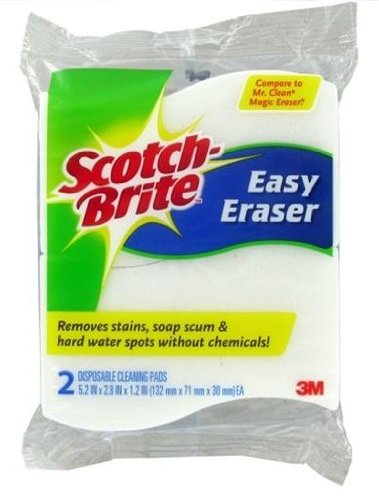 Compare to
Mr. Clean®
Magic Eraser®
Scotch-
Brite™
Easy
Eraser
Removes stains, soap scum &
hard water spots without chemicals!
2 DISPOSABLE CLEANING PADS
5.2 IN x 2.8 IN x 1.2 IN (132 mm x 71 mm x 30 mm) EA
3M